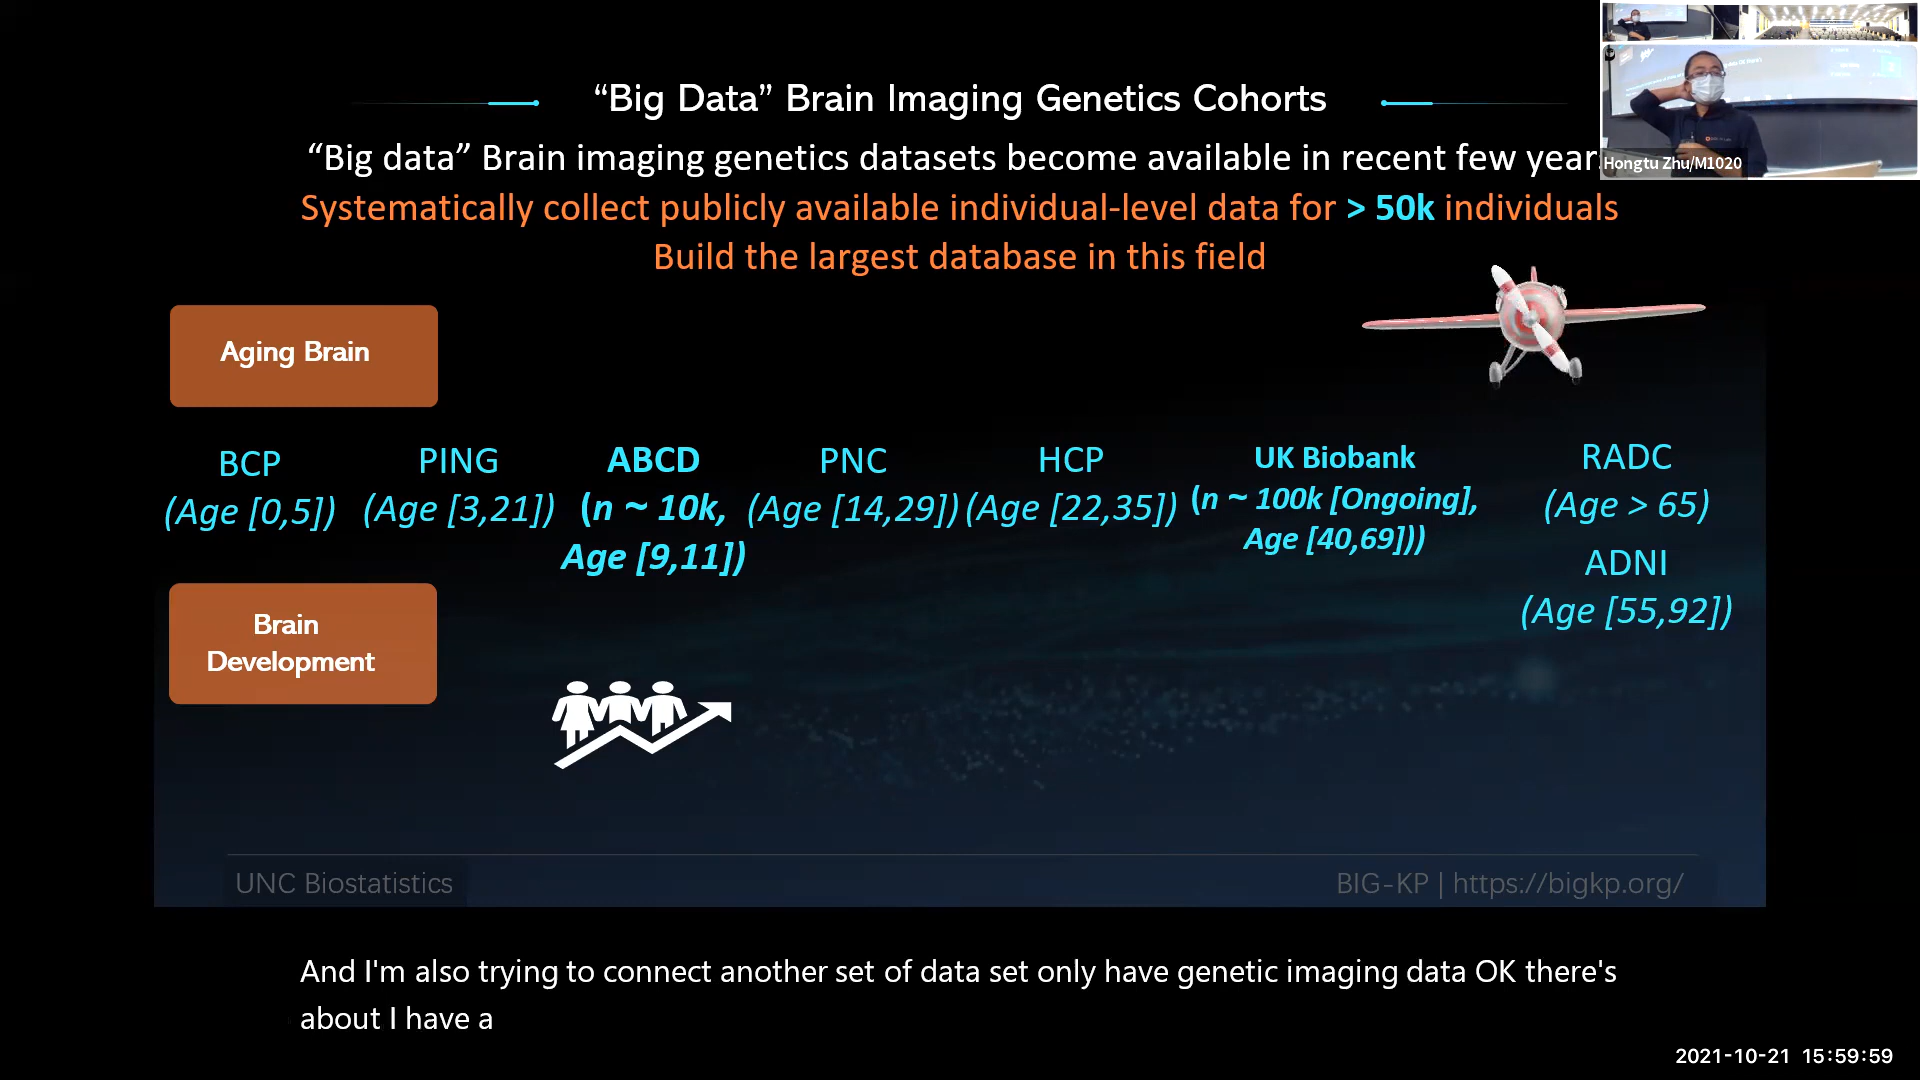 “Big Data” Brain Imaging Genetics Cohorts
“Big data” Brain imaging genetics datasets become available in recent few year
Systematically collect publicly available individual-level data for > 50k individuals
Build the largest database in this field
Hongtu Zhu/M1020
Aging Brain
BCP
(Age [0,5])
PING
(Age [3,21])
ABCD
(n ~ 10k,
Age [9,11])
PNC
(Age [14,29])
HCP
(Age [22,35])
UK Biobank
(n ~ 100k [Ongoing],
Age [40,69]))
RADC
(Age > 65)
ADNI
(Age [55,92])
Brain
Development
UNC Biostatistics
BIG-KP | https://bigkp.org/
And I'm also trying to connect another set of data set only have genetic imaging data OK there's
about I have a
2021-10-21 15:59:59